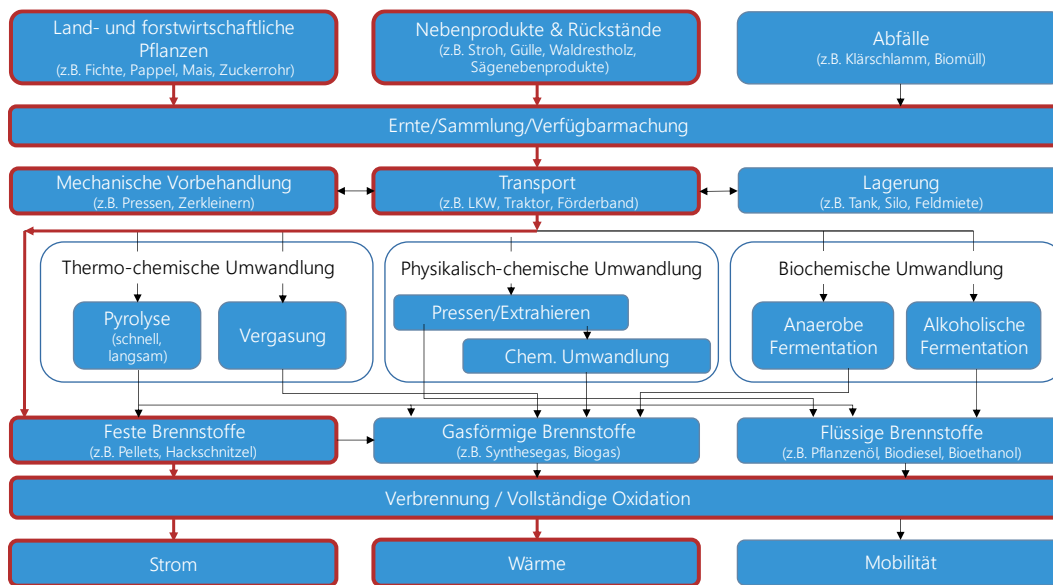 Land- und forstwirtschaftliche
Pflanzen
(z.B. Fichte, Pappel, Mais, Zuckerrohr)
Nebenprodukte & Rückstände
(z.B. Stroh, Gülle, Waldrestholz,
Sägenebenprodukte)
Abfälle
(z.B. Klärschlamm, Biomüll)
Ernte/Sammlung/Verfügbarmachung
Mechanische Vorbehandlung
(z.B. Pressen, Zerkleinern)
Transport
(z.B. LKW, Traktor, Förderband)
Lagerung
(z.B. Tank, Silo, Feldmiete)
Thermo-chemische Umwandlung
Pyrolyse
(schnell,
langsam)
Vergasung
Physikalisch-chemische Umwandlung
Pressen/Extrahieren
Chem. Umwandlung
Biochemische Umwandlung
Anaerobe
Fermentation
Alkoholische
Fermentation
Feste Brennstoffe
(z.B. Pellets, Hackschnitzel)
Gasförmige Brennstoffe
(z.B. Synthesegas, Biogas)
Flüssige Brennstoffe
(z.B. Pflanzenöl, Biodiesel, Bioethanol)
Verbrennung / Vollständige Oxidation
Strom
Wärme
Mobilität